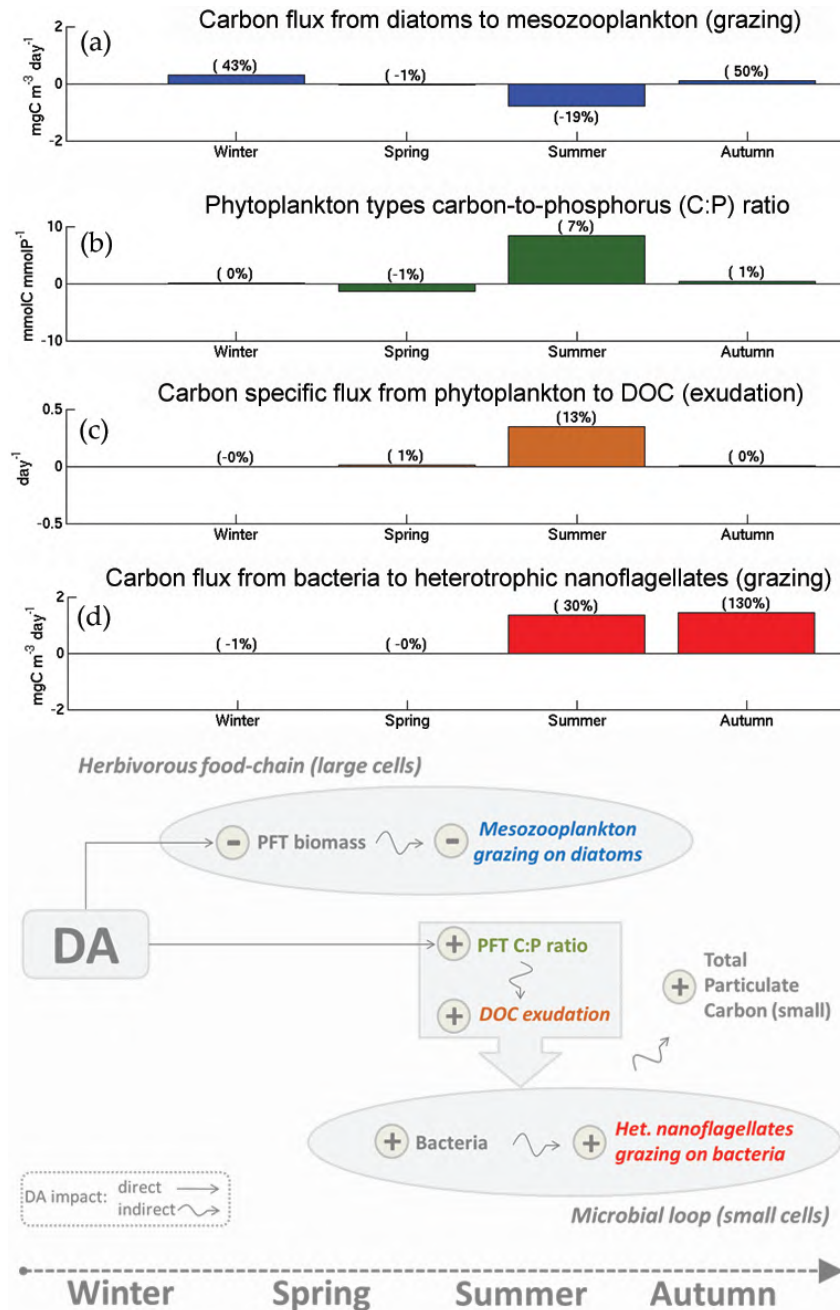 Carbon flux from diatoms to mesozooplankton (grazing)
(a)
mgC m-3 day-1
2
0
-2
( 43%)
( -1%)
(-19%)
( 50%)
Winter Spring Summer Autumn
Phytoplankton types carbon-to-phosphorus (C:P) ratio
(b)
mmolC mmolP-1
10
0
-10
( 0%)
( -1%)
( 7%)
( 1%)
Winter Spring Summer Autumn
Carbon specific flux from phytoplankton to DOC (exudation)
(c)
day-1
0.5
0
-0.5
( -0%)
( 1%)
(13%)
( 0%)
Winter Spring Summer Autumn
Carbon flux from bacteria to heterotrophic nanoflagellates (grazing)
(d)
mgC m-3 day-1
2
0
-2
( -1%)
( -0%)
( 30%)
(130%)
Winter Spring Summer Autumn
Herbivorous food-chain (large cells)
- PFT biomass - Mesozooplankton
grazing on diatoms
DA
+ PFT C:P ratio
+ DOC exudation
+ Total
Particulate
Carbon (small)
+ Bacteria + Het. nanoflagellates
grazing on bacteria
DA impact: direct
indirect
Microbial loop (small cells)
Winter Spring Summer Autumn